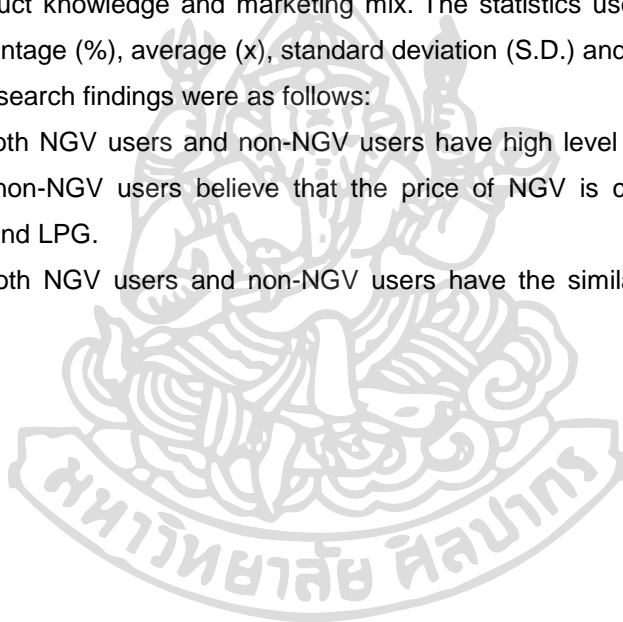 uct knowledge and marketing mix. The statistics use
ntage (%), average (x), standard deviation (S.D.) and
search findings were as follows:
oth NGV users and non-NGV users have high level
non-NGV users believe that the price of NGV is
nd LPG.
oth NGV users and non-NGV users have the simila
มหาวิทยาลัย ศิลปากร